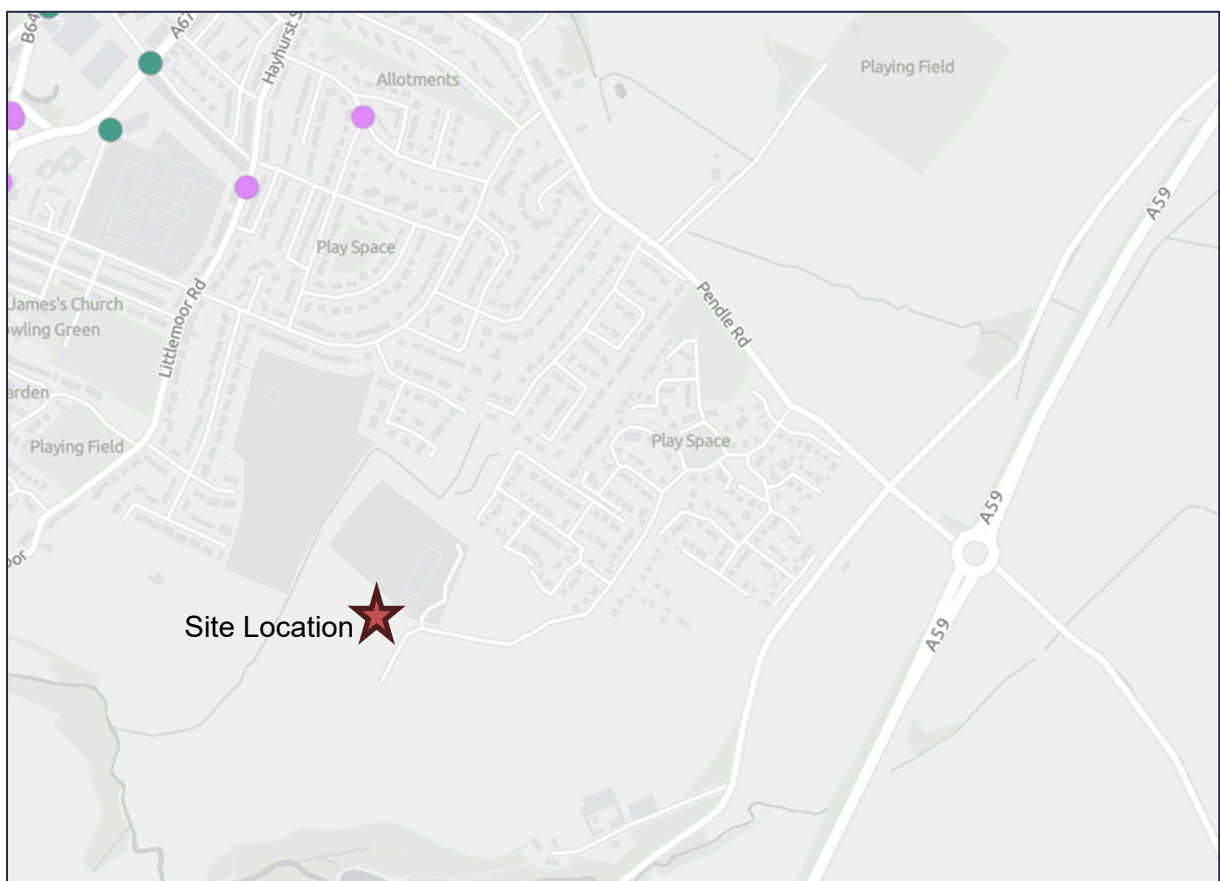 B64
A67
Hayhurst S
Allotments
Playing Field
A59
Play Space
Pendle Rd
James's Church
owling Green
Littlemoor Rd
arden
Playing Field
Play Space
A59
oor
Site Location
A59